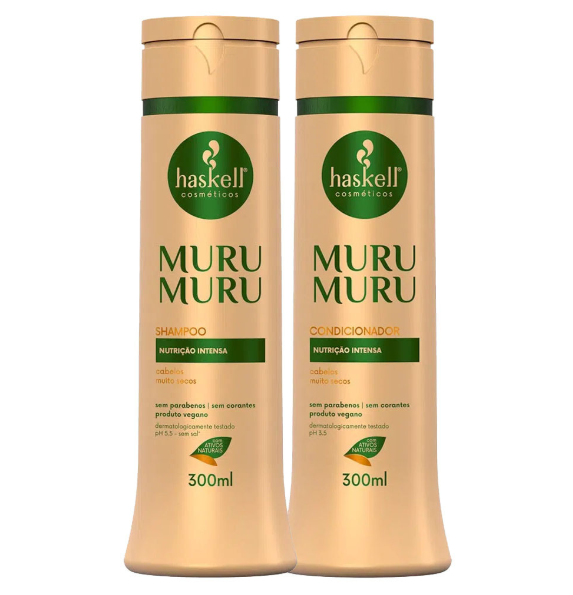 haskell®
cosméticos
MURU
MURU
SHAMPOO
NUTRIÇÃO INTENSA
cabelos
muito secos
sem parabenos | sem corantes
produto vegano
dermatologicamente testado
pH 5.5 - sem sal*
com
ATIVOS
NATURAIS
300ml
haskell®
cosméticos
MURU
MURU
CONDICIONADOR
NUTRIÇÃO INTENSA
cabelos
muito secos
sem parabenos | sem corantes
produto vegano
dermatologicamente testado
pH 3.5
com
ATIVOS
NATURAIS
300ml